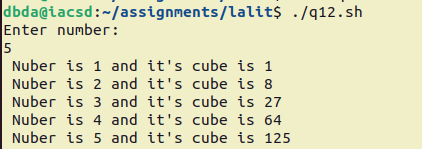 dbda@iacsd:~/assignments/lalit$ ./q12.sh
Enter number:
5
Nuber is 1 and it's cube is 1
Nuber is 2 and it's cube is 8
Nuber is 3 and it's cube is 27
Nuber is 4 and it's cube is 64
Nuber is 5 and it's cube is 125